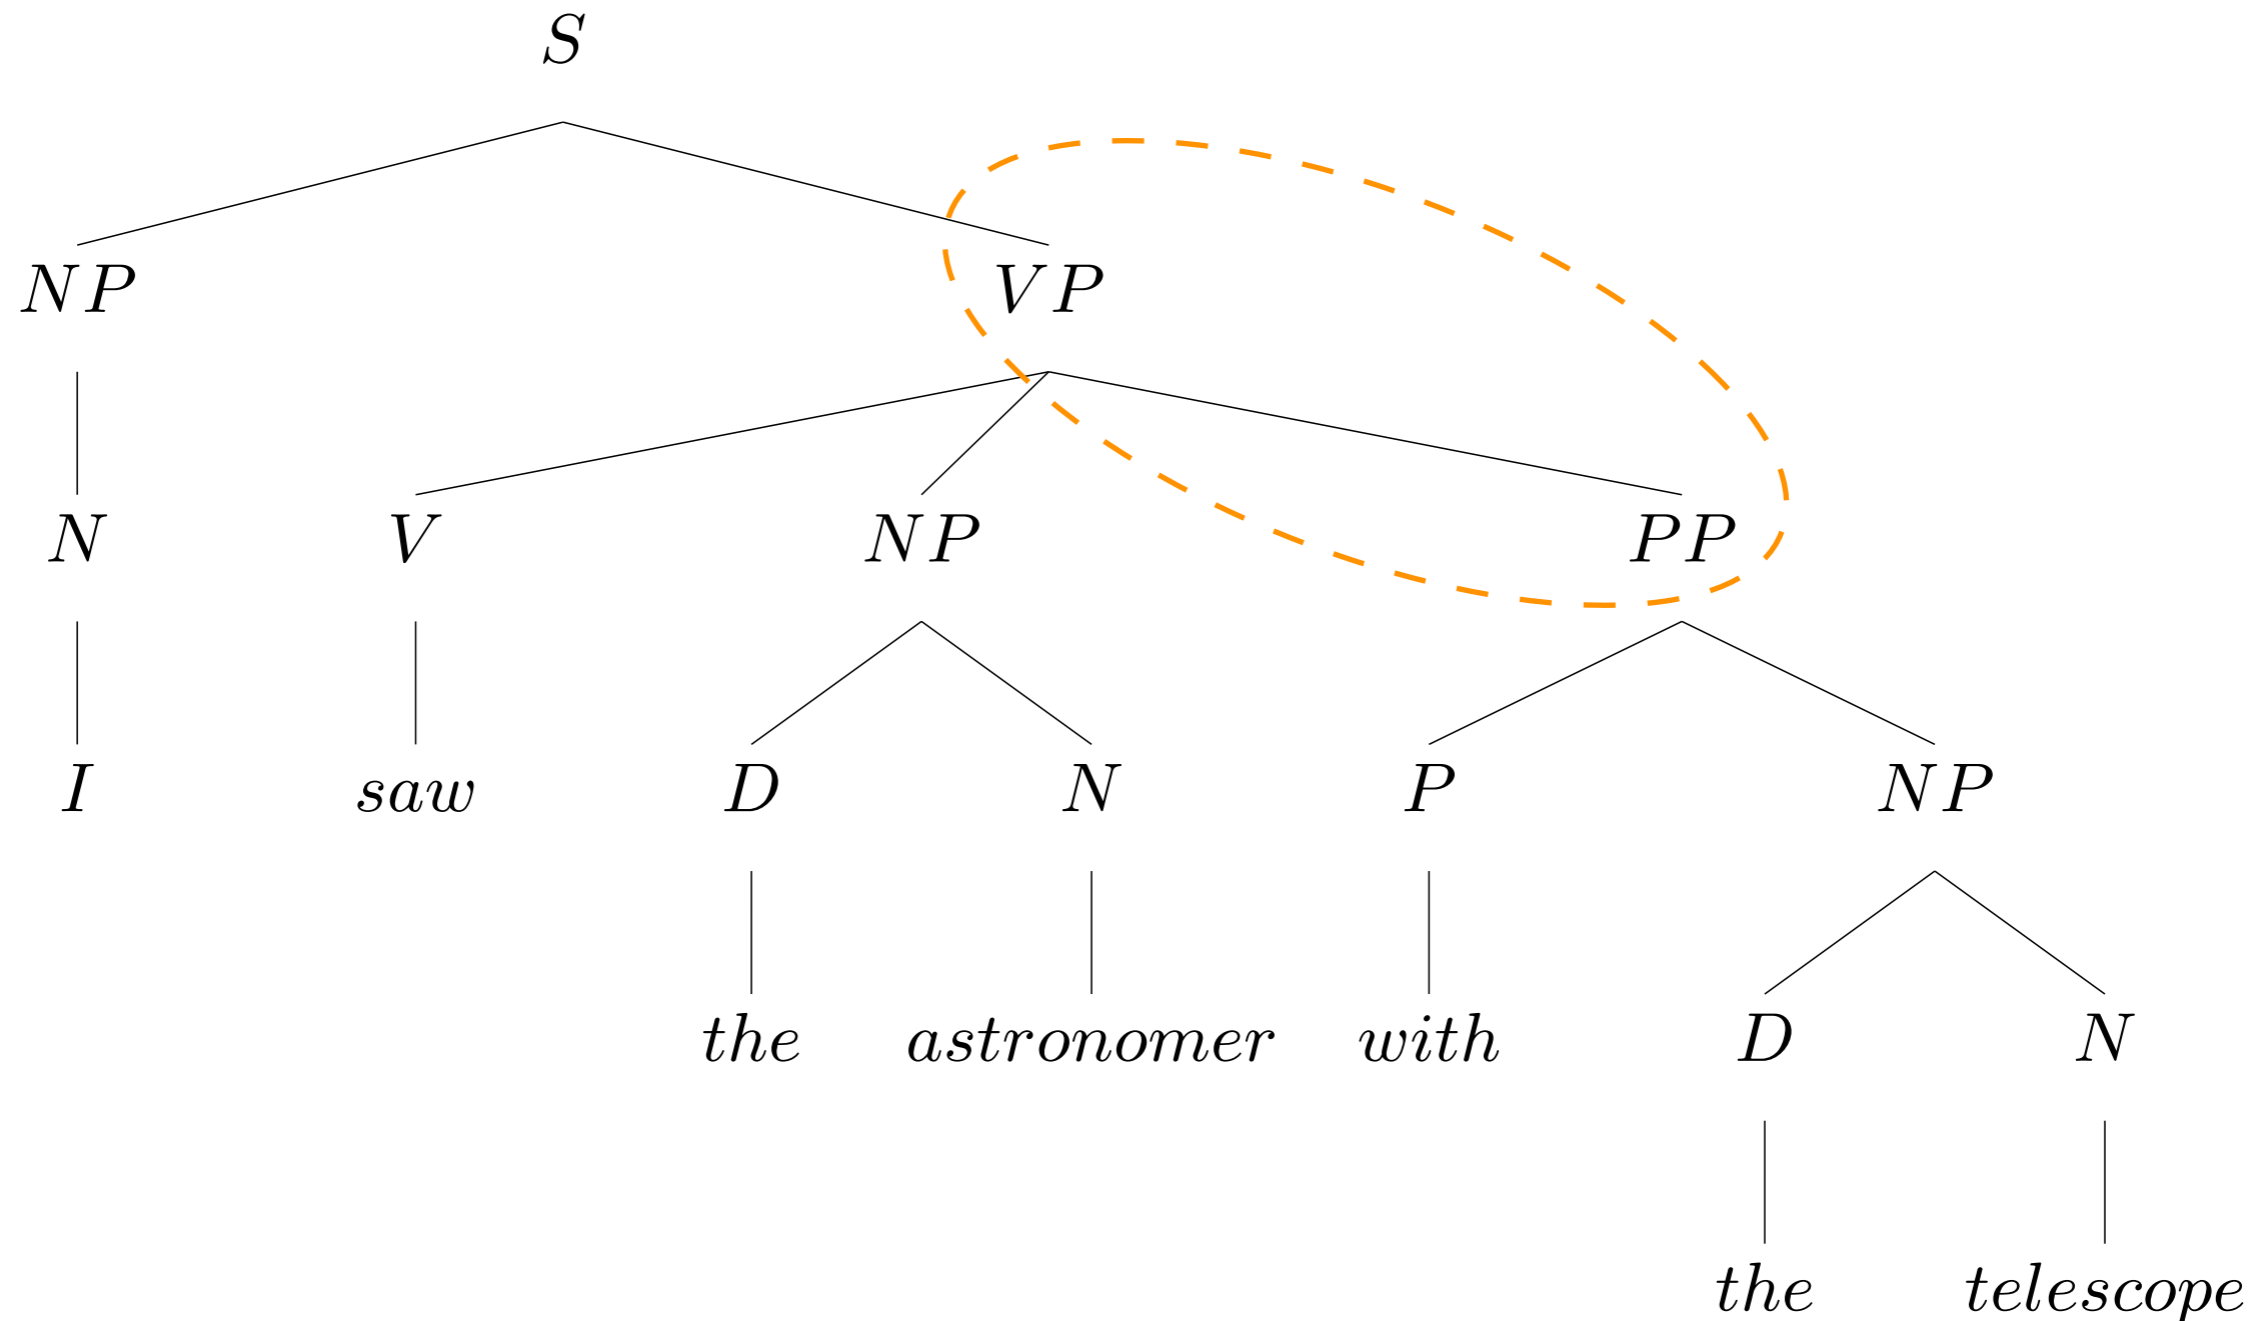 S
NP VP
N V NP PP
I saw D N P NP
the astronomer with D N
the telescope